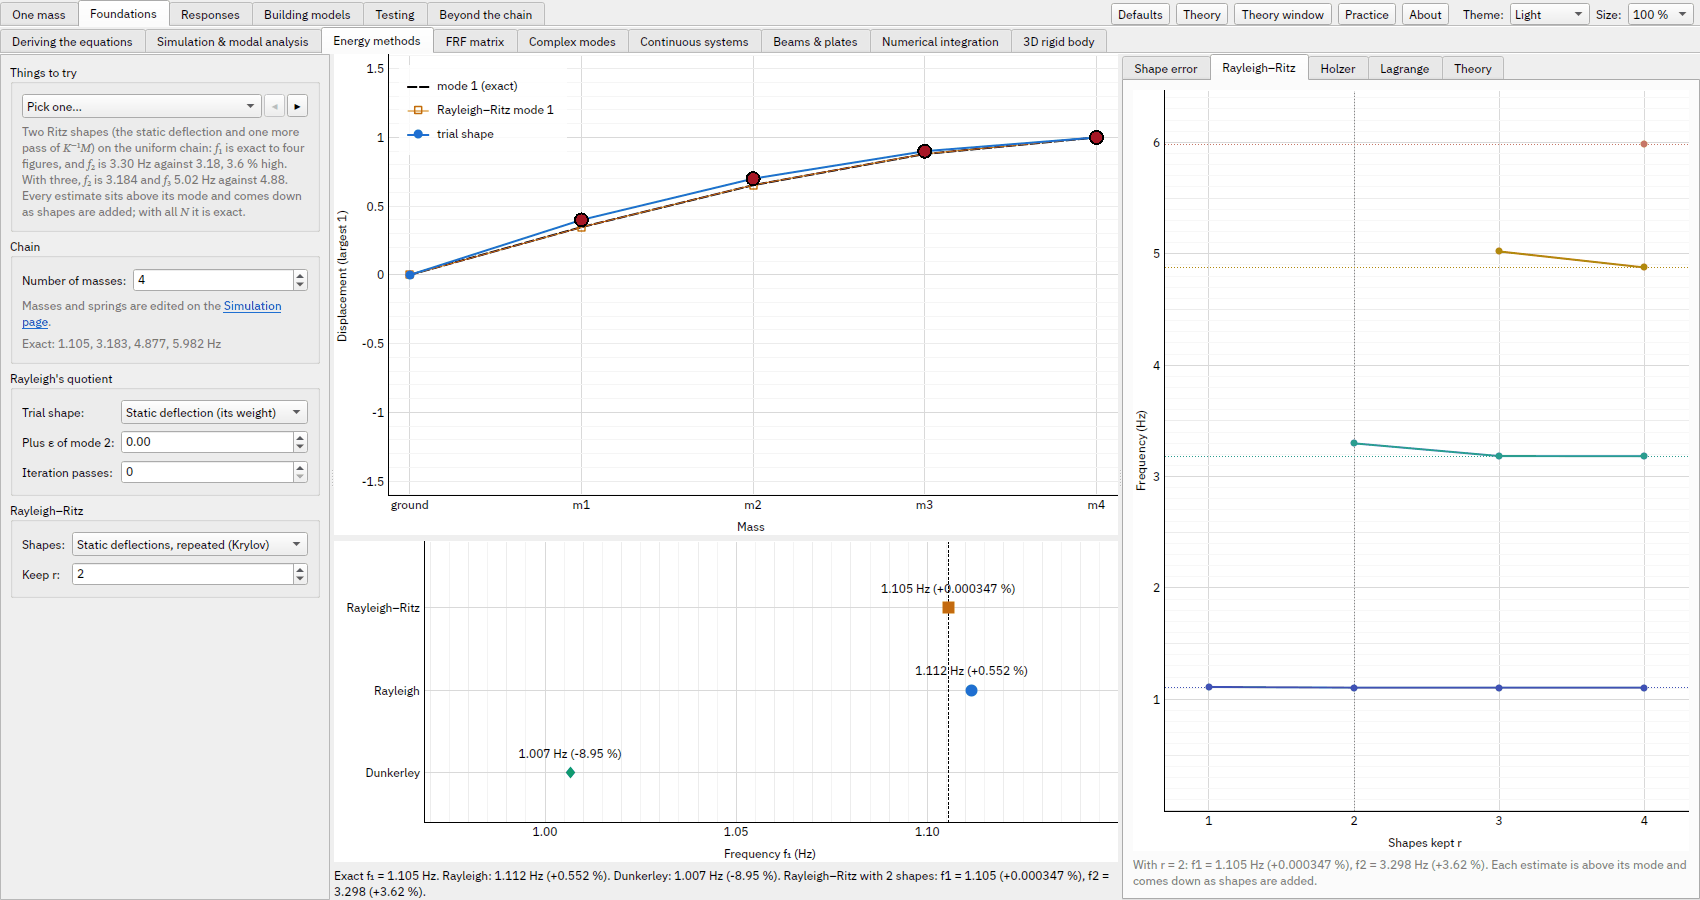 One mass
Foundations
Responses
Building models
Testing
Beyond the chain
Defaults
Theory
Theory window
Practice
About
Theme:
Light
Size:
100 %
Deriving the equations
Simulation & modal analysis
Energy methods
FRF matrix
Complex modes
Continuous systems
Beams & plates
Numerical integration
3D rigid body
Things to try
Pick one...
Two Ritz shapes (the static deflection and one more
pass of K⁻¹M) on the uniform chain: f₁ is exact to four
figures, and f₂ is 3.30 Hz against 3.18, 3.6 % high.
With three, f₂ is 3.184 and f₃ 5.02 Hz against 4.88.
Every estimate sits above its mode and comes down
as shapes are added; with all N it is exact.
Chain
Number of masses: 4
Masses and springs are edited on the Simulation
page.
Exact: 1.105, 3.183, 4.877, 5.982 Hz
Rayleigh's quotient
Trial shape: Static deflection (its weight)
Plus ε of mode 2: 0.00
Iteration passes: 0
Rayleigh–Ritz
Shapes: Static deflections, repeated (Krylov)
Keep r: 2
mode 1 (exact)
Rayleigh–Ritz mode 1
trial shape
Displacement (largest 1)
1.5
1
0.5
0
-0.5
-1
-1.5
ground
m1
m2
m3
m4
Mass
Rayleigh–Ritz
Rayleigh
Dunkerley
1.105 Hz (+0.000347 %)
1.112 Hz (+0.552 %)
1.007 Hz (-8.95 %)
1.00
1.05
1.10
Frequency f₁ (Hz)
Exact f₁ = 1.105 Hz. Rayleigh: 1.112 Hz (+0.552 %). Dunkerley: 1.007 Hz (-8.95 %). Rayleigh–Ritz with 2 shapes: f1 = 1.105 (+0.000347 %), f2 =
3.298 (+3.62 %).
Shape error
Rayleigh–Ritz
Holzer
Lagrange
Theory
Frequency (Hz)
6
5
4
3
2
1
1
2
3
4
Shapes kept r
With r = 2: f1 = 1.105 Hz (+0.000347 %), f2 = 3.298 Hz (+3.62 %). Each estimate is above its mode and
comes down as shapes are added.